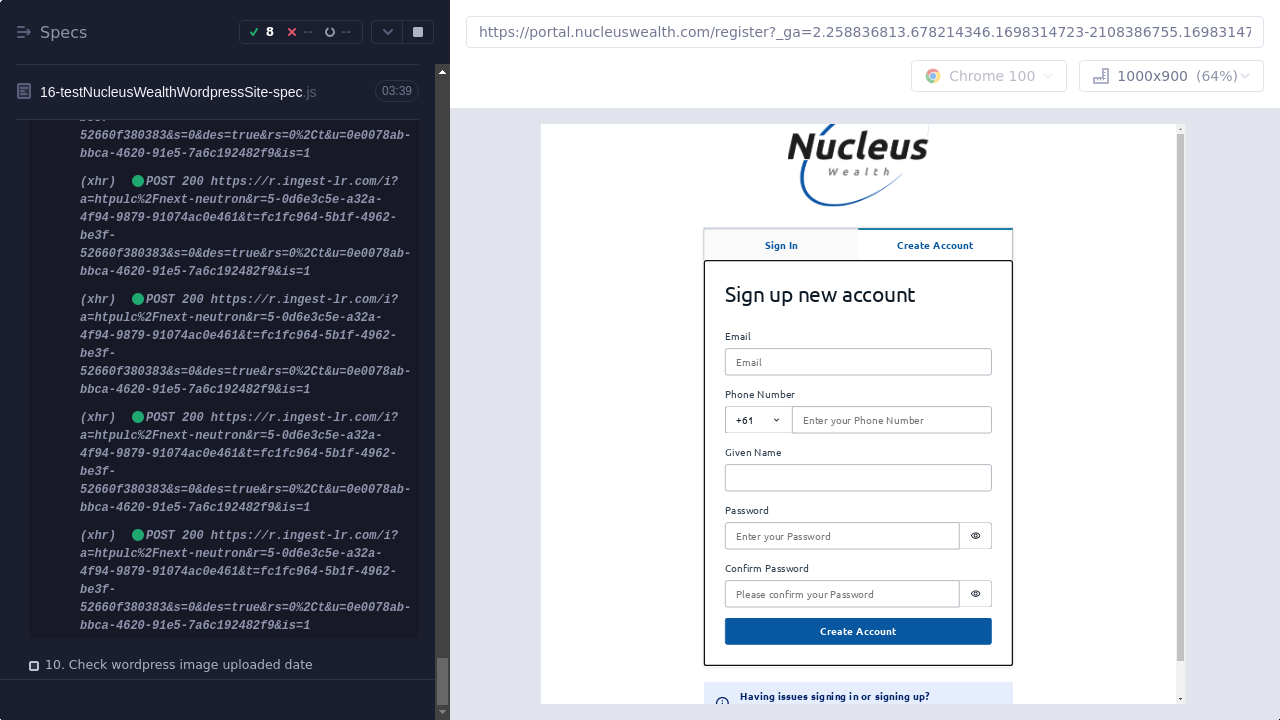 Specs
8
--
--
16-testNucleusWealthWordpressSite-spec.js
03:39
52660f380383&s=0&des=true&rs=0%2Ct&u=0e0078ab-
bbca-4620-91e5-7a6c192482f9&is=1
(xhr) POST 200 https://r.ingest-lr.com/i?
a=htpulc%2Fnext-neutron&r=5-0d6e3c5e-a32a-
4f94-9879-91074ac0e461&t=fc1fc964-5b1f-4962-
be3f-
52660f380383&s=0&des=true&rs=0%2Ct&u=0e0078ab-
bbca-4620-91e5-7a6c192482f9&is=1
(xhr) POST 200 https://r.ingest-lr.com/i?
a=htpulc%2Fnext-neutron&r=5-0d6e3c5e-a32a-
4f94-9879-91074ac0e461&t=fc1fc964-5b1f-4962-
be3f-
52660f380383&s=0&des=true&rs=0%2Ct&u=0e0078ab-
bbca-4620-91e5-7a6c192482f9&is=1
(xhr) POST 200 https://r.ingest-lr.com/i?
a=htpulc%2Fnext-neutron&r=5-0d6e3c5e-a32a-
4f94-9879-91074ac0e461&t=fc1fc964-5b1f-4962-
be3f-
52660f380383&s=0&des=true&rs=0%2Ct&u=0e0078ab-
bbca-4620-91e5-7a6c192482f9&is=1
(xhr) POST 200 https://r.ingest-lr.com/i?
a=htpulc%2Fnext-neutron&r=5-0d6e3c5e-a32a-
4f94-9879-91074ac0e461&t=fc1fc964-5b1f-4962-
be3f-
52660f380383&s=0&des=true&rs=0%2Ct&u=0e0078ab-
bbca-4620-91e5-7a6c192482f9&is=1
10. Check wordpress image uploaded date
https://portal.nucleuswealth.com/register?_ga=2.258836813.678214346.1698314723-2108386755.16983147
Chrome 100
1000x900 (64%)
Nucleus
Wealth
Sign In
Create Account
Sign up new account
Email
Email
Phone Number
+61
Enter your Phone Number
Given Name
Password
Enter your Password
Confirm Password
Please confirm your Password
Create Account
Having issues signing in or signing up?